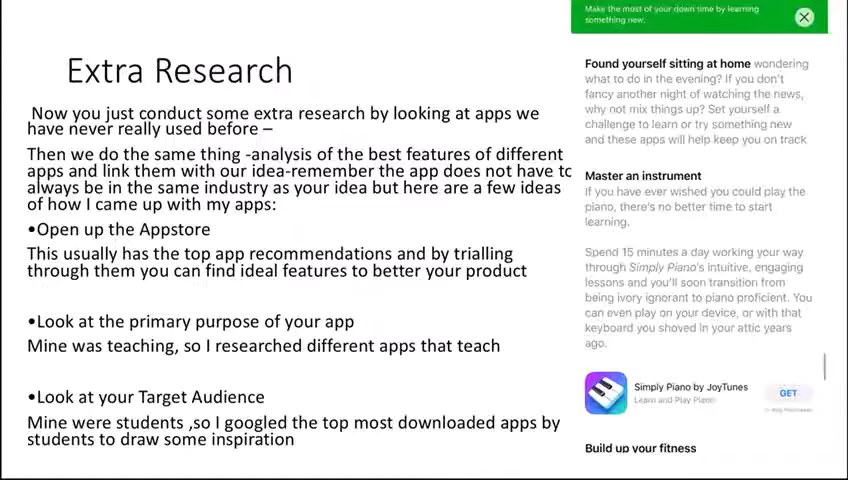 Extra Research
Now you just conduct some extra research by looking at apps we
have never really used before –
Then we do the same thing -analysis of the best features of different
apps and link them with our idea-remember the app does not have to
always be in the same industry as your idea but here are a few ideas
of how I came up with my apps:
•Open up the Appstore
This usually has the top app recommendations and by trialling
through them you can find ideal features to better your product
•Look at the primary purpose of your app
Mine was teaching, so I researched different apps that teach
•Look at your Target Audience
Mine were students ,so I googled the top most downloaded apps by
students to draw some inspiration
Make the most of your down time by learning
something new.
Found yourself sitting at home wondering
what to do in the evening? If you don't
fancy another night of watching the news,
why not mix things up? Set yourself a
challenge to learn or try something new
and these apps will help keep you on track
Master an instrument
If you have ever wished you could play the
piano, there's no better time to start
learning.
Spend 15 minutes a day working your way
through Simply Piano's intuitive, engaging
lessons and you'll soon transition from
being ivory ignorant to piano proficient. You
can even play on your device, or with that
keyboard you shoved in your attic years
ago.
Simply Piano by JoyTunes
Learn and Play Piano
GET
Build up your fitness